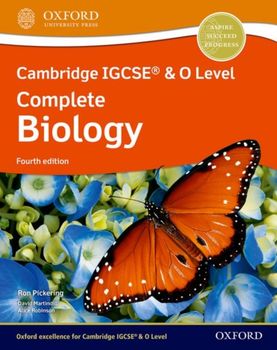 OXFORD
UNIVERSITY PRESS
ASPIRE
SUCCEED
PROGRESS
Cambridge IGCSE® & O Level
Complete
Biology
Fourth edition
Ron Pickering
David Martindill
Alice Robinson
Oxford excellence for Cambridge IGCSE® & O Level
OXFORD